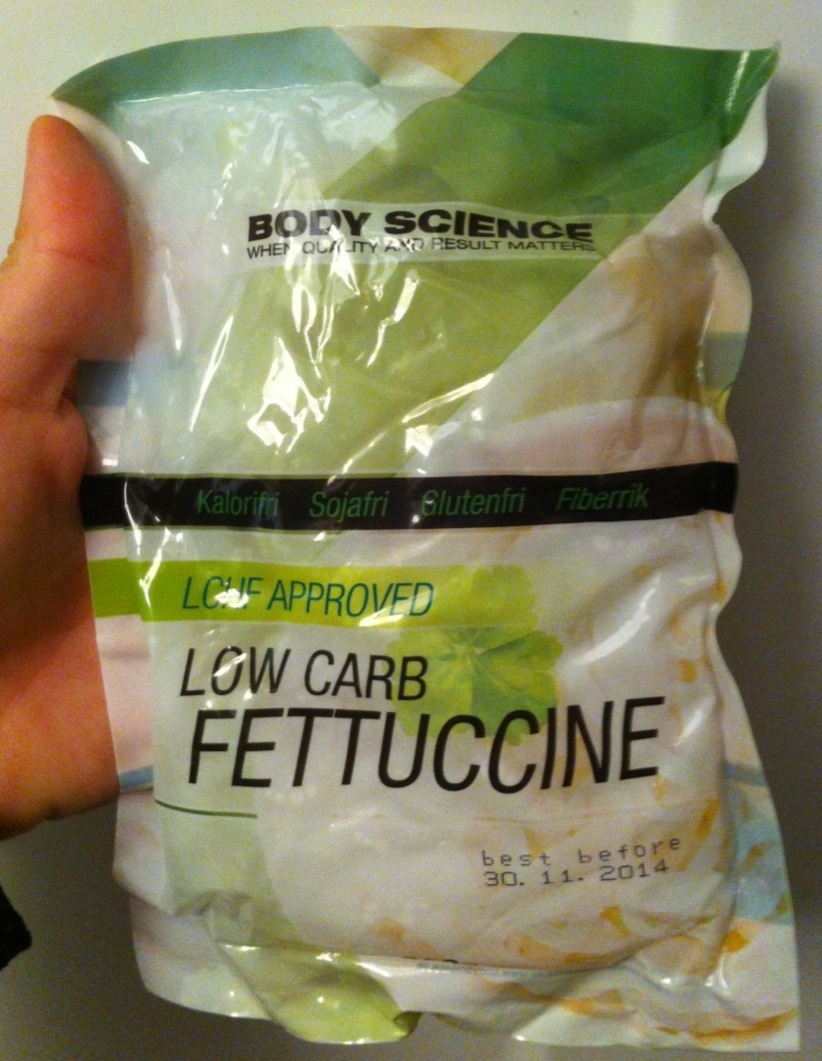 BODY SCIENCE
WHEN QUALITY AND RESULT MATTERS
Kalorifri Sojafri Glutenfri Fiberrik
LCHF APPROVED
LOW CARB
FETTUCCINE
best before
30. 11. 2014